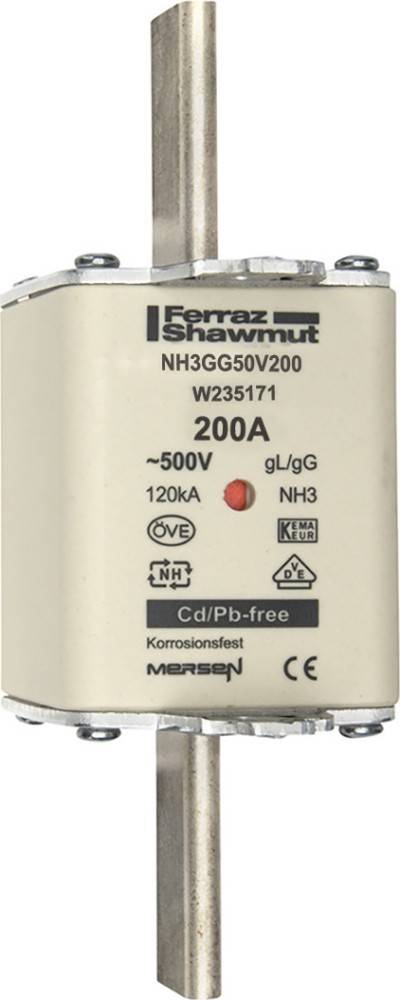 Ferraz
Shawmut
NH3GG50V200
W235171
200A
~500V gL/gG
120kA NH3
ÖVE KEMA KEUR
NH VDE
Cd/Pb-free
Korrosionsfest
MERSEN CE